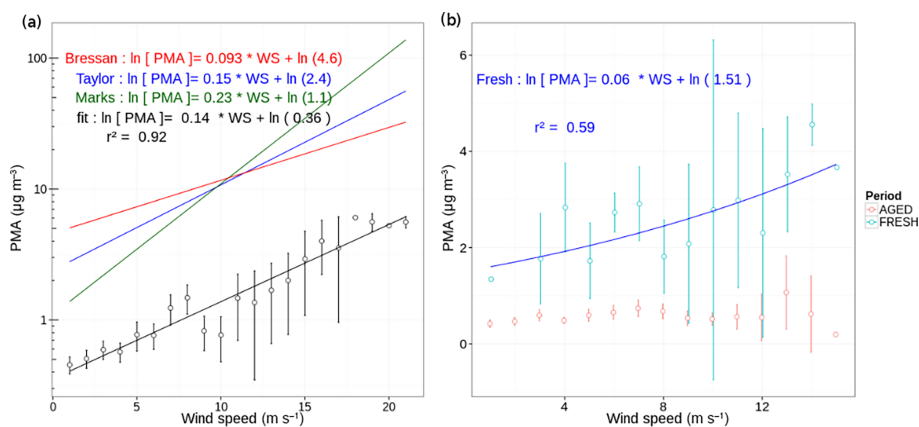 (a)
Bressan : ln [ PMA ]= 0.093 * WS + ln (4.6)
Taylor : ln [ PMA ]= 0.15 * WS + ln (2.4)
Marks : ln [ PMA ]= 0.23 * WS + ln (1.1)
fit : ln [ PMA ]= 0.14 * WS + ln ( 0.36 )
r² = 0.92
100
10
1
PMA (μg m⁻³)
0 5 10 15 20
Wind speed (m s⁻¹)
(b)
Fresh : ln [ PMA ]= 0.06 * WS + ln ( 1.51 )
r² = 0.59
6
4
2
0
PMA (μg m⁻³)
4 8 12
Wind speed (m s⁻¹)
Period
AGED
FRESH